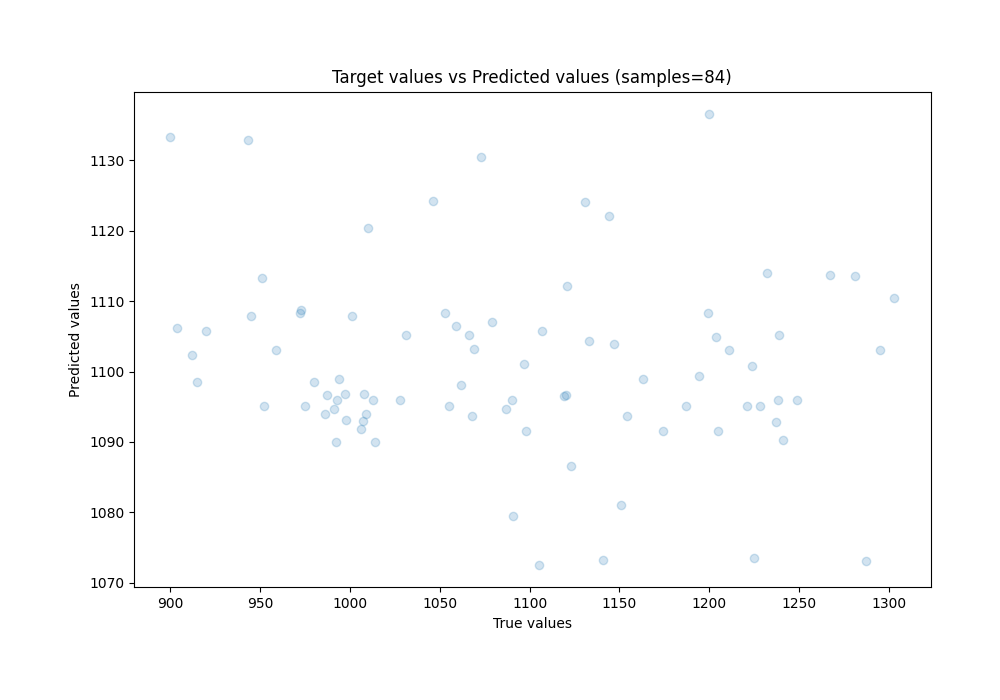 Target values vs Predicted values (samples=84)
Predicted values
1130
1120
1110
1100
1090
1080
1070
900 950 1000 1050 1100 1150 1200 1250 1300
True values